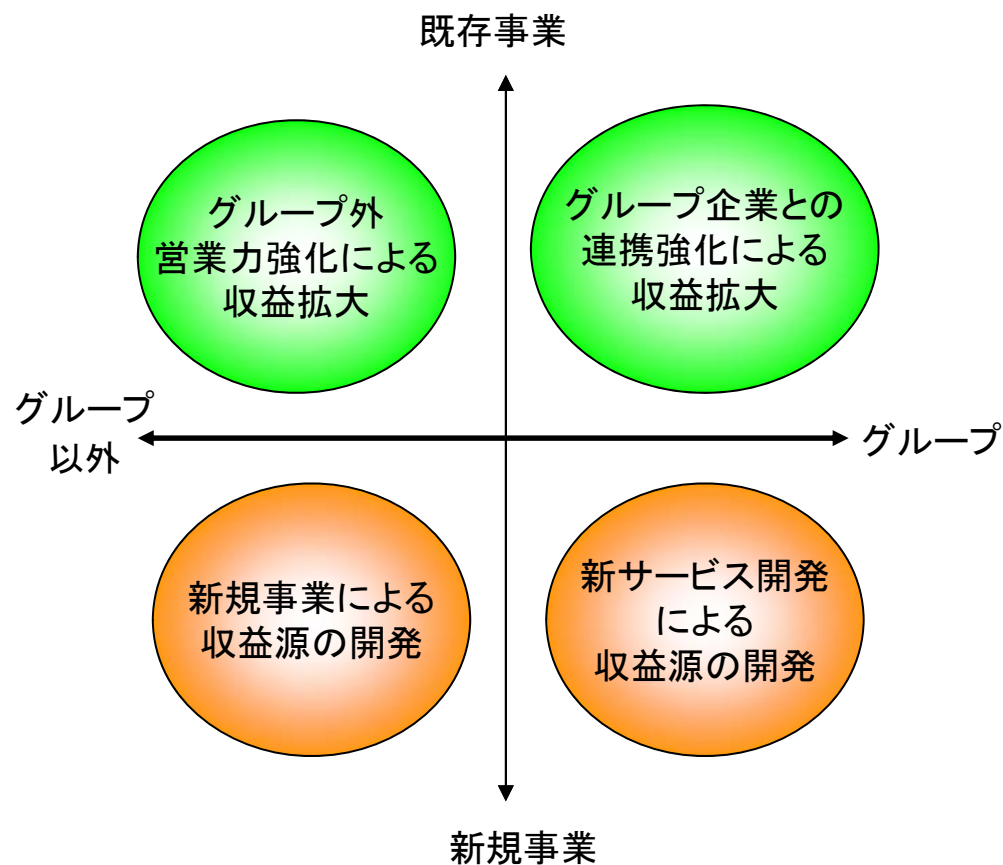 既存事業
グループ外
営業力強化による
収益拡大
グループ企業との
連携強化による
収益拡大
グループ
以外
グループ
新規事業による
収益源の開発
新サービス開発
による
収益源の開発
新規事業